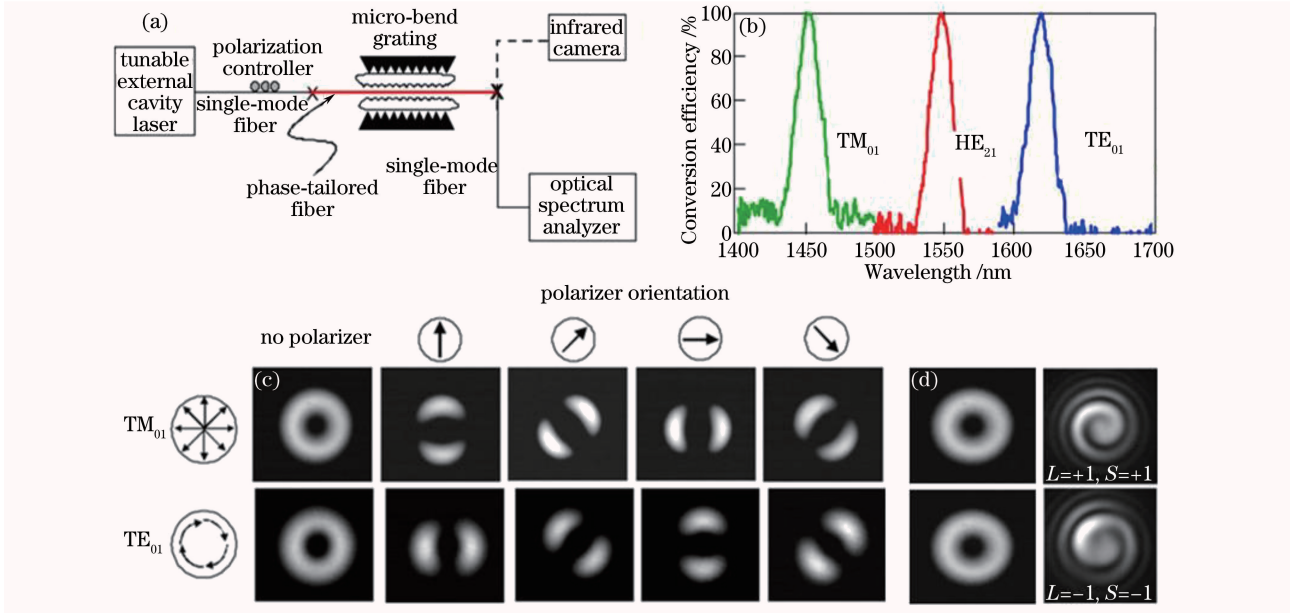 (a)
micro-bend
grating
infrared
camera
polarization
controller
tunable
external
cavity
laser
single-mode
fiber
phase-tailored
fiber
single-mode
fiber
optical
spectrum
analyzer
(b)
Conversion efficiency /%
100
80
60
40
20
0
TM01
HE21
TE01
1400 1450 1500 1550 1600 1650 1700
Wavelength /nm
polarizer orientation
no polarizer
(c)
(d)
TM01
L=+1, S=+1
TE01
L=−1, S=−1